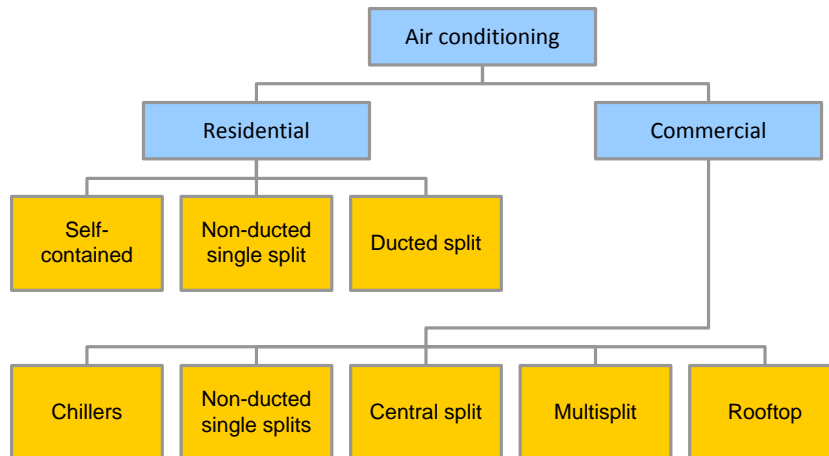 Air conditioning
Residential
Commercial
Self-
contained
Non-ducted
single split
Ducted split
Chillers
Non-ducted
single splits
Central split
Multisplit
Rooftop